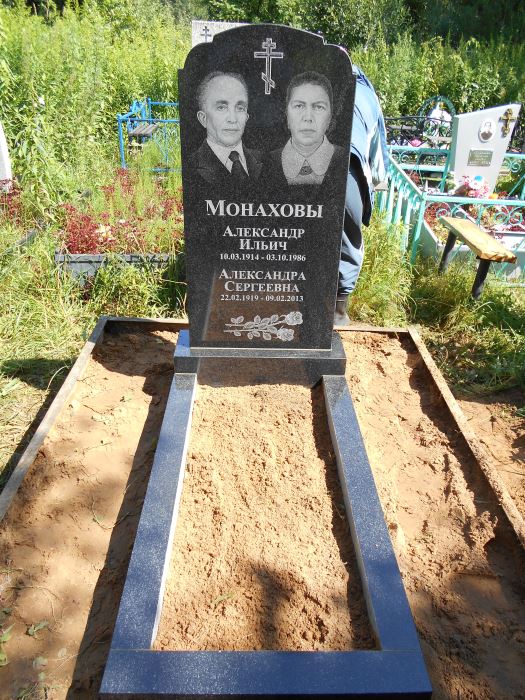 МОНАХОВЫ
АЛЕКСАНДР
ИЛЬИЧ
10.03.1914 - 03.10.1986
АЛЕКСАНДРА
СЕРГЕЕВНА
22.02.1919 - 09.02.2013